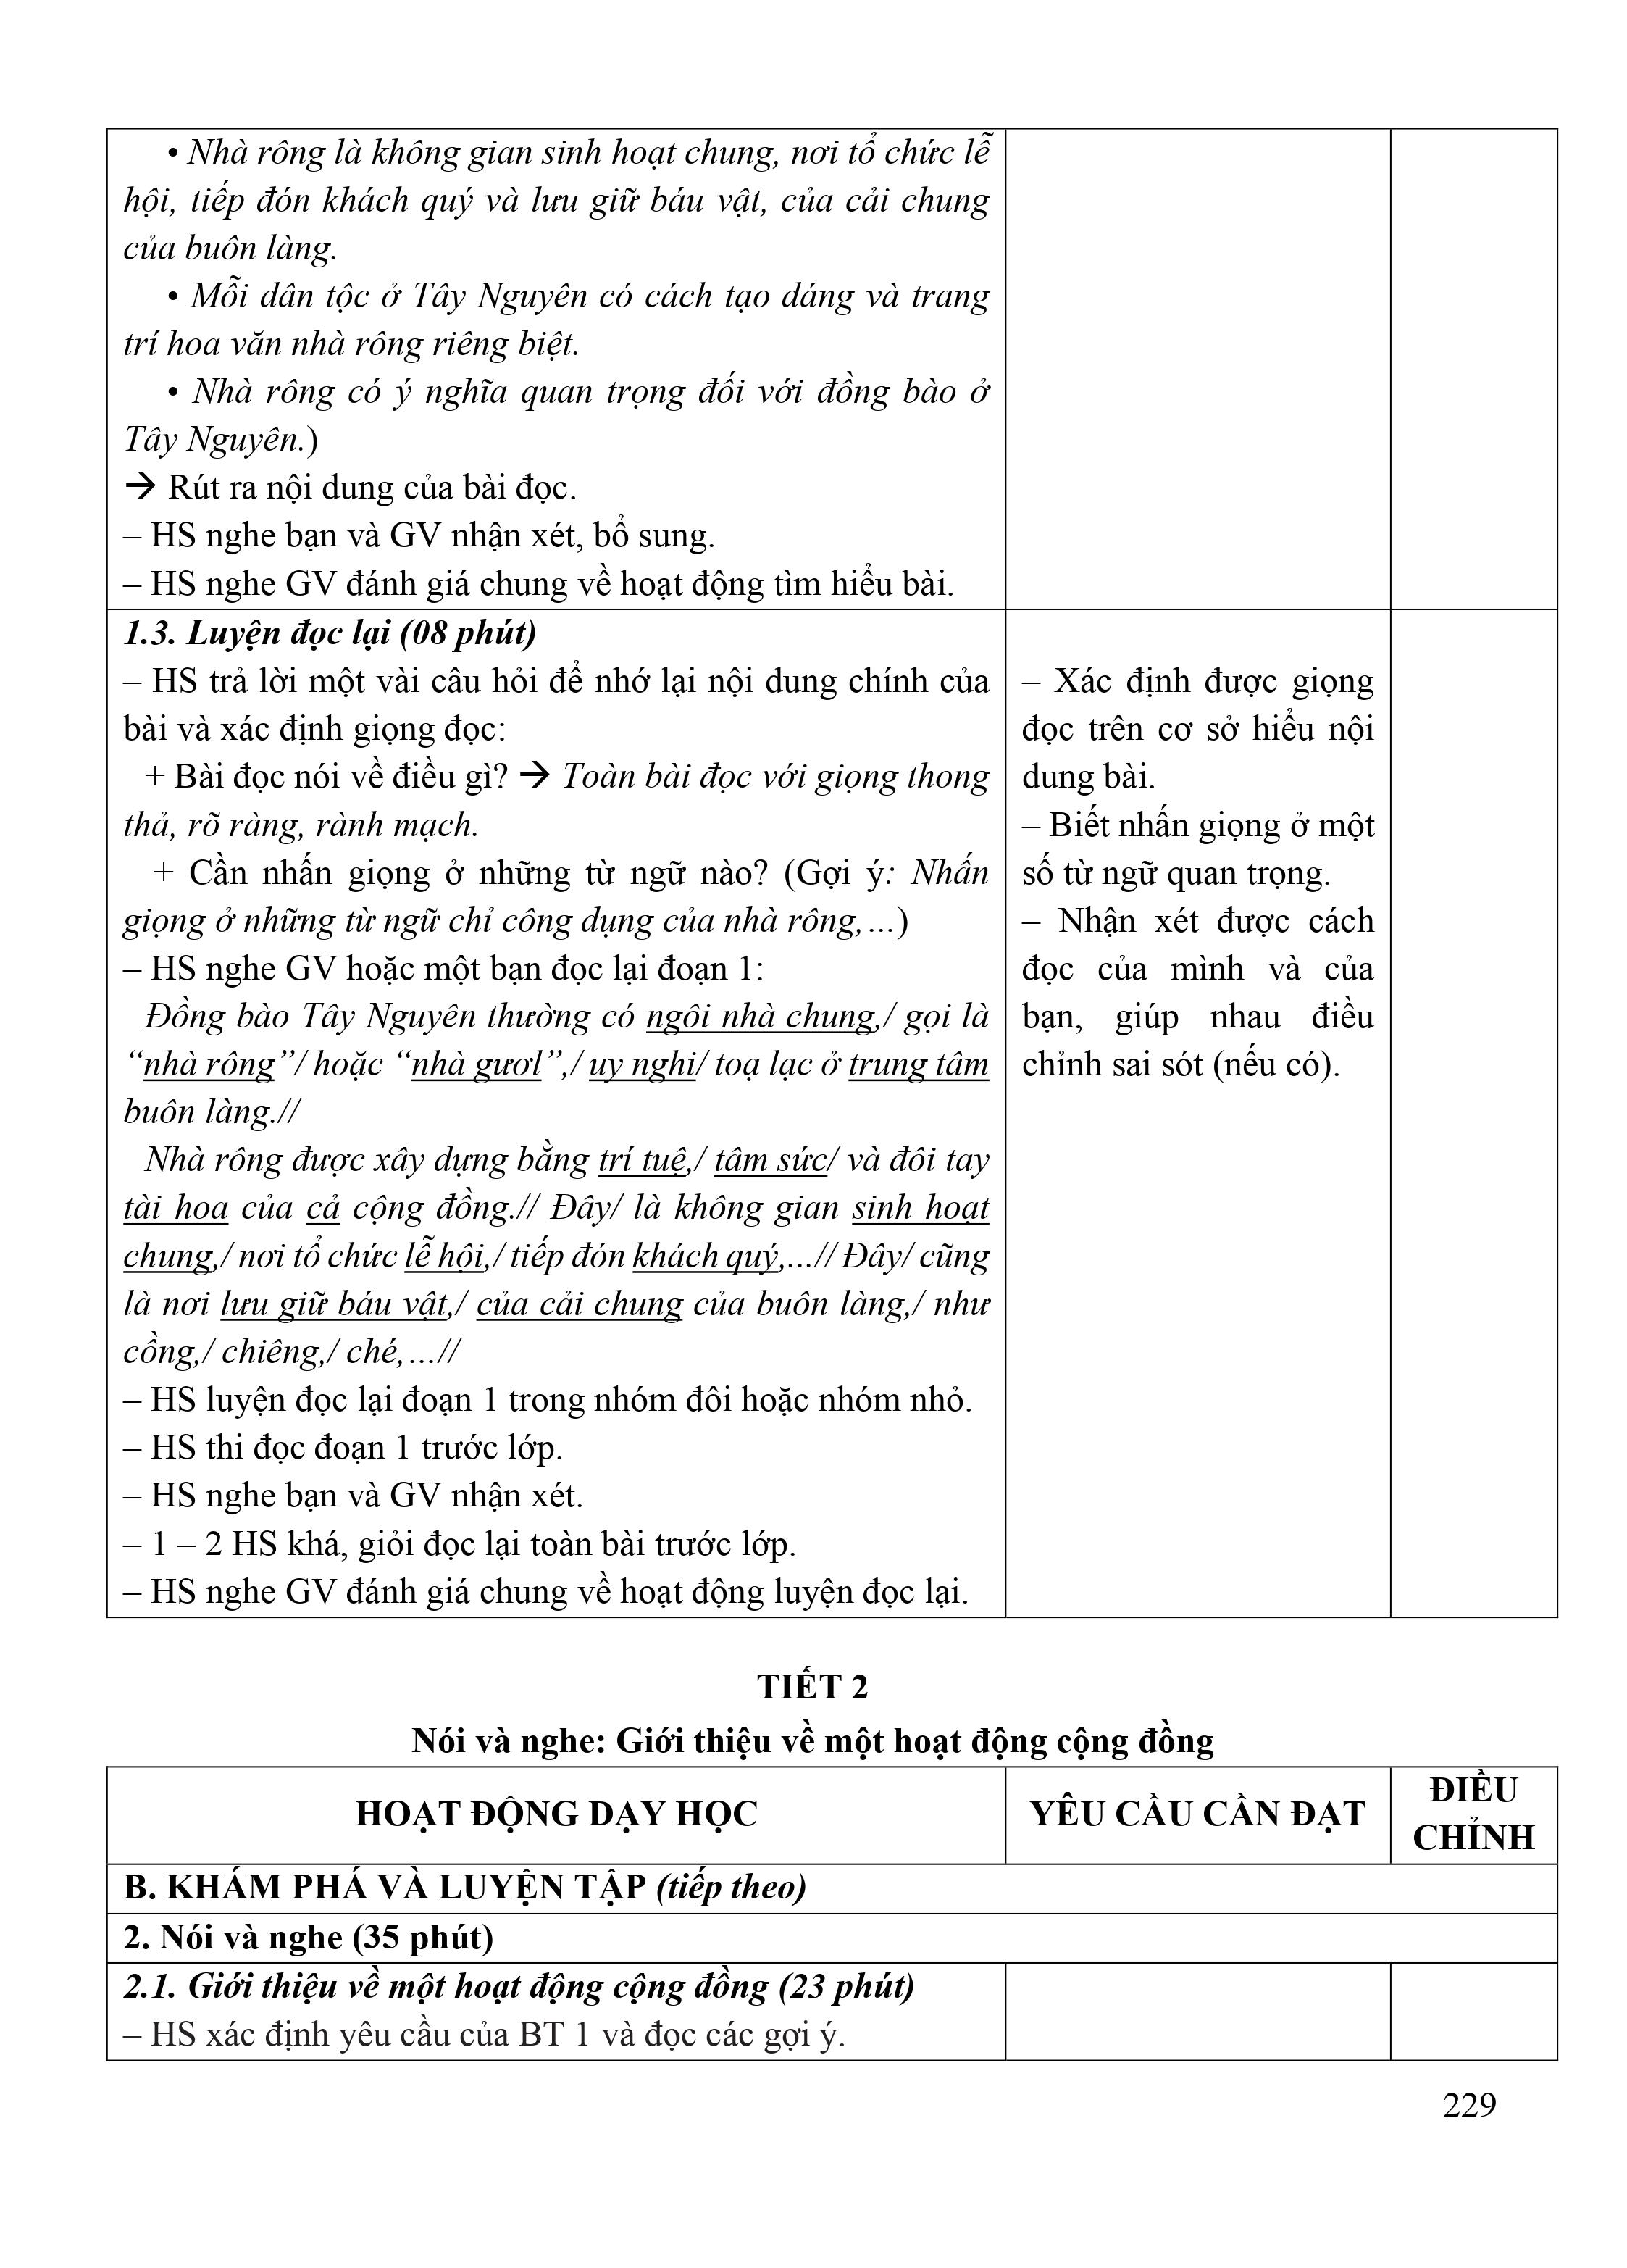 • Nhà rông là không gian sinh hoạt chung, nơi tổ chức lễ
hội, tiếp đón khách quý và lưu giữ báu vật, của cải chung
của buôn làng.
• Mỗi dân tộc ở Tây Nguyên có cách tạo dáng và trang
trí hoa văn nhà rông riêng biệt.
• Nhà rông có ý nghĩa quan trọng đối với đồng bào ở
Tây Nguyên.)
→ Rút ra nội dung của bài đọc.
– HS nghe bạn và GV nhận xét, bổ sung.
– HS nghe GV đánh giá chung về hoạt động tìm hiểu bài.
1.3. Luyện đọc lại (08 phút)
– HS trả lời một vài câu hỏi để nhớ lại nội dung chính của
bài và xác định giọng đọc:
+ Bài đọc nói về điều gì? → Toàn bài đọc với giọng thong
thả, rõ ràng, rành mạch.
+ Cần nhấn giọng ở những từ ngữ nào? (Gợi ý: Nhấn
giọng ở những từ ngữ chỉ công dụng của nhà rông,…)
– HS nghe GV hoặc một bạn đọc lại đoạn 1:
Đồng bào Tây Nguyên thường có ngôi nhà chung,/ gọi là
“nhà rông”/ hoặc “nhà gươl”,/ uy nghi/ toạ lạc ở trung tâm
buôn làng.//
Nhà rông được xây dựng bằng trí tuệ,/ tâm sức/ và đôi tay
tài hoa của cả cộng đồng.// Đây/ là không gian sinh hoạt
chung,/ nơi tổ chức lễ hội,/ tiếp đón khách quý,...// Đây/ cũng
là nơi lưu giữ báu vật,/ của cải chung của buôn làng,/ như
cồng,/ chiêng,/ ché,…//
– HS luyện đọc lại đoạn 1 trong nhóm đôi hoặc nhóm nhỏ.
– HS thi đọc đoạn 1 trước lớp.
– HS nghe bạn và GV nhận xét.
– 1 – 2 HS khá, giỏi đọc lại toàn bài trước lớp.
– HS nghe GV đánh giá chung về hoạt động luyện đọc lại.
– Xác định được giọng
đọc trên cơ sở hiểu nội
dung bài.
– Biết nhấn giọng ở một
số từ ngữ quan trọng.
– Nhận xét được cách
đọc của mình và của
bạn, giúp nhau điều
chỉnh sai sót (nếu có).
TIẾT 2
Nói và nghe: Giới thiệu về một hoạt động cộng đồng
HOẠT ĐỘNG DẠY HỌC
YÊU CẦU CẦN ĐẠT
ĐIỀU
CHỈNH
B. KHÁM PHÁ VÀ LUYỆN TẬP (tiếp theo)
2. Nói và nghe (35 phút)
2.1. Giới thiệu về một hoạt động cộng đồng (23 phút)
– HS xác định yêu cầu của BT 1 và đọc các gợi ý.
229